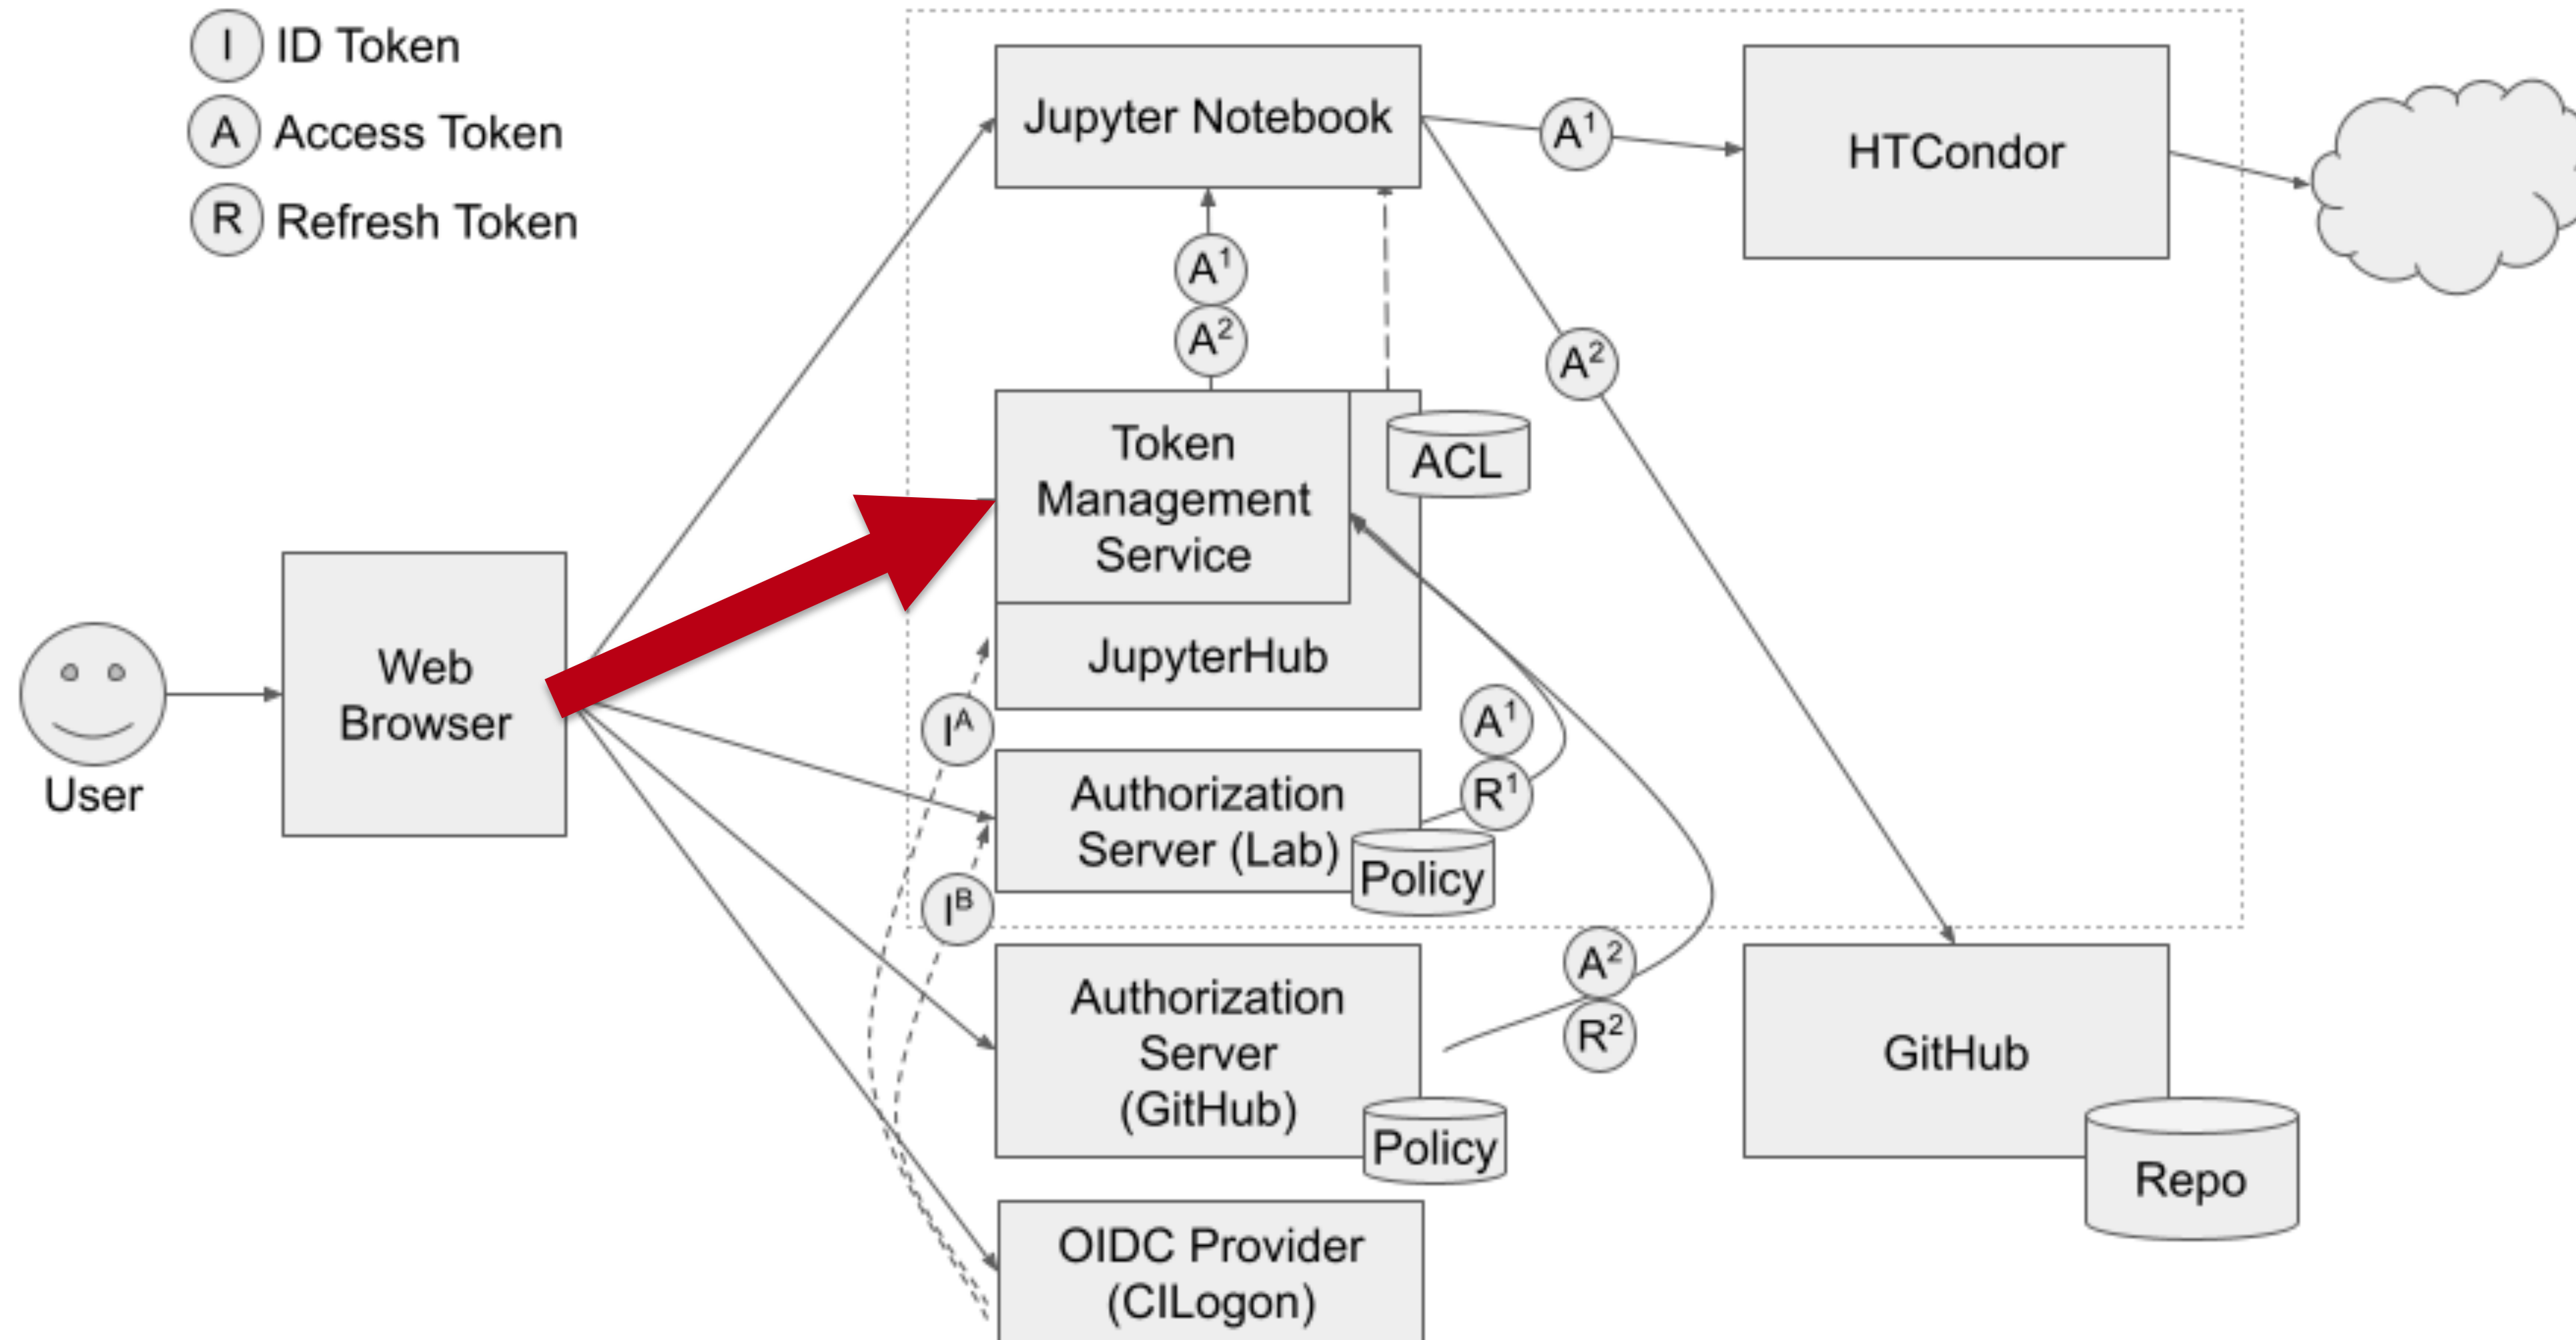 I ID Token
A Access Token
R Refresh Token
Jupyter Notebook
A¹
HTCondor
A¹
A²
A²
Token
Management
Service
ACL
JupyterHub
Web
Browser
User
I^A
A¹
R¹
Authorization
Server (Lab)
Policy
I^B
Authorization
Server
(GitHub)
Policy
A²
R²
GitHub
Repo
OIDC Provider
(CILogon)